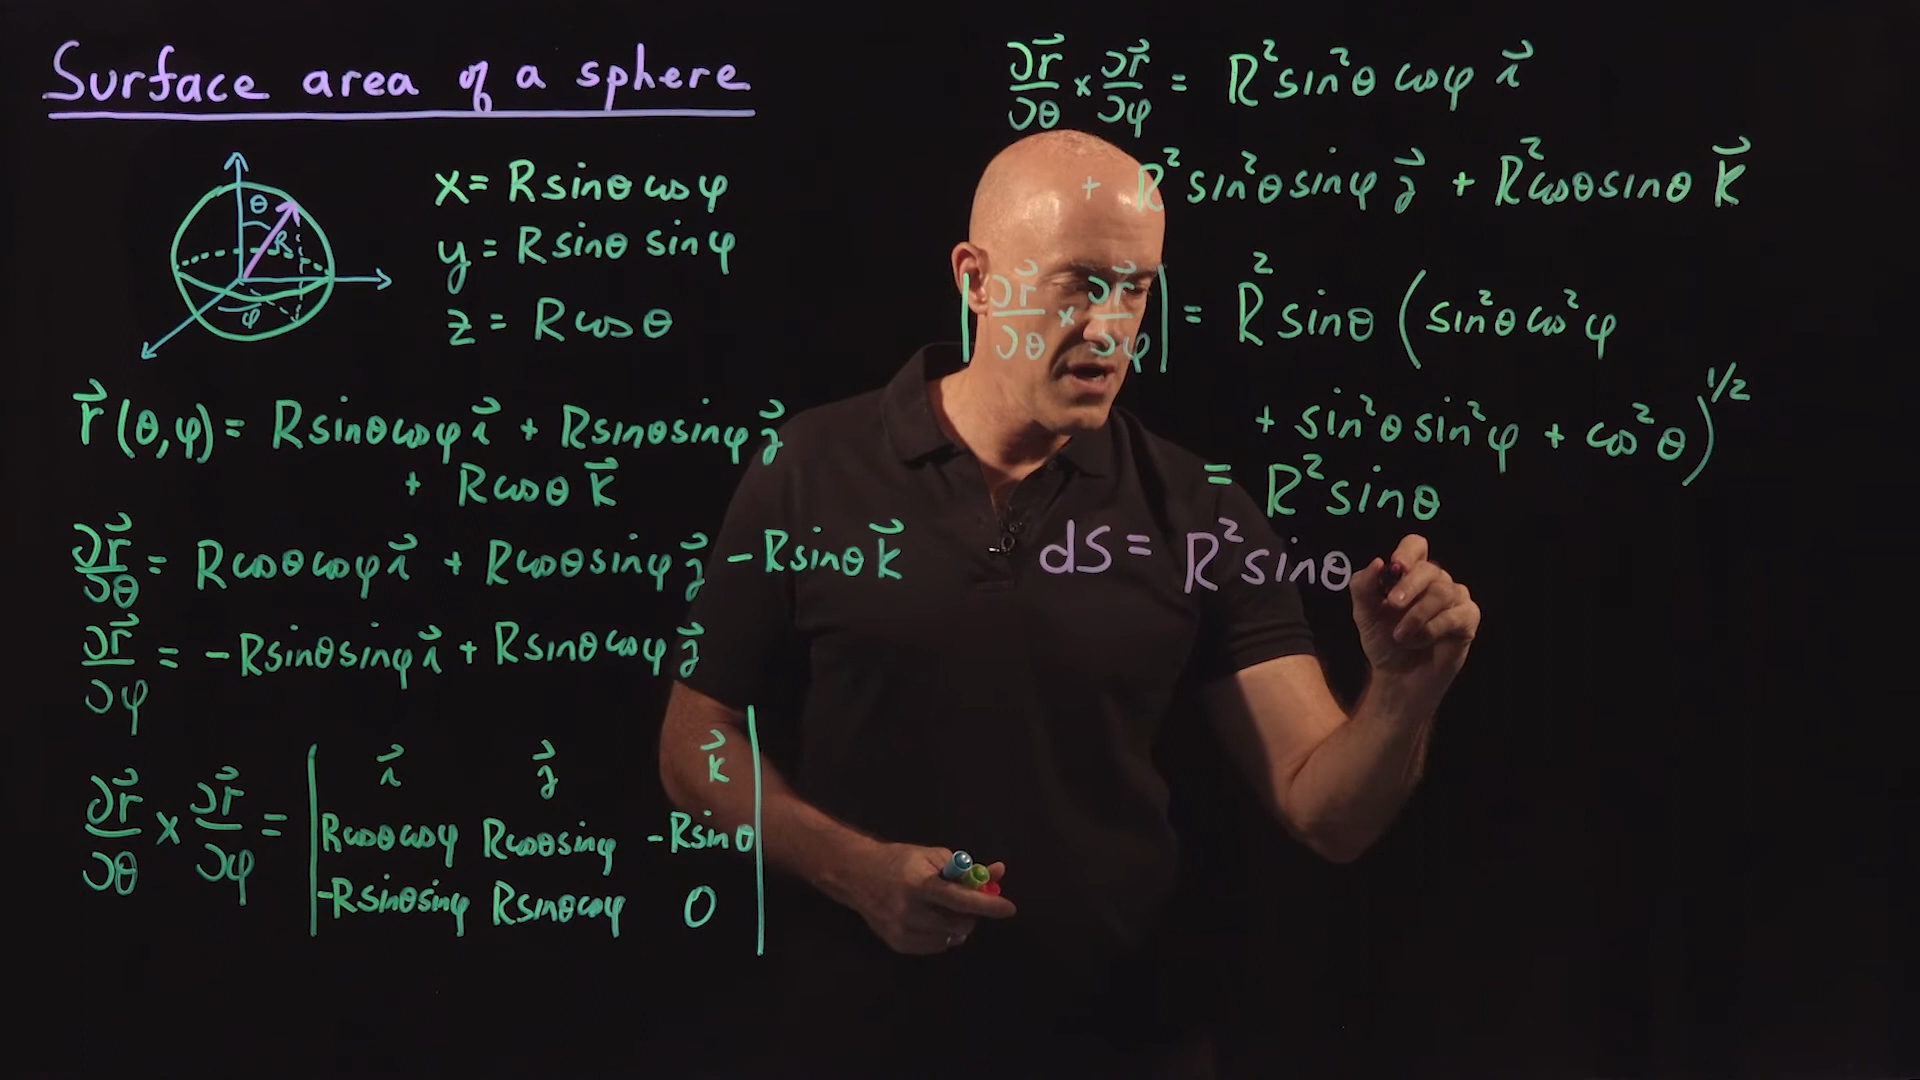 Surface area of a sphere
θ
R
φ
x = R sinθ cosφ
y = R sinθ sinφ
z = R cosθ
r⃗(θ,φ) = R sinθ cosφ i⃗ + R sinθ sinφ j⃗
+ R cosθ k⃗
∂r⃗/∂θ = R cosθ cosφ i⃗ + R cosθ sinφ j⃗ - R sinθ k⃗
∂r⃗/∂φ = -R sinθ sinφ i⃗ + R sinθ cosφ j⃗
∂r⃗/∂θ × ∂r⃗/∂φ = | i⃗ j⃗ k⃗ |
| R cosθ cosφ R cosθ sinφ -R sinθ |
| -R sinθ sinφ R sinθ cosφ 0 |
∂r⃗/∂θ × ∂r⃗/∂φ = R² sin²θ cosφ i⃗
+ R² sin²θ sinφ j⃗ + R² cosθ sinθ k⃗
|∂r⃗/∂θ × ∂r⃗/∂φ| = R² sinθ (sin²θ cos²φ
+ sin²θ sin²φ + cos²θ)^1/2
= R² sinθ
dS = R² sinθ